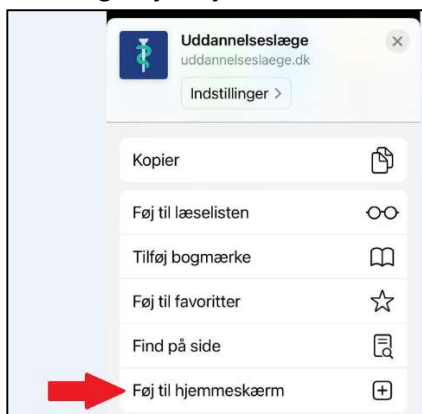 Uddannelseslæge
uddannelseslaege.dk
Indstillinger >
Kopier
Føj til læselisten
Tilføj bogmærke
Føj til favoritter
Find på side
Føj til hjemmeskærm